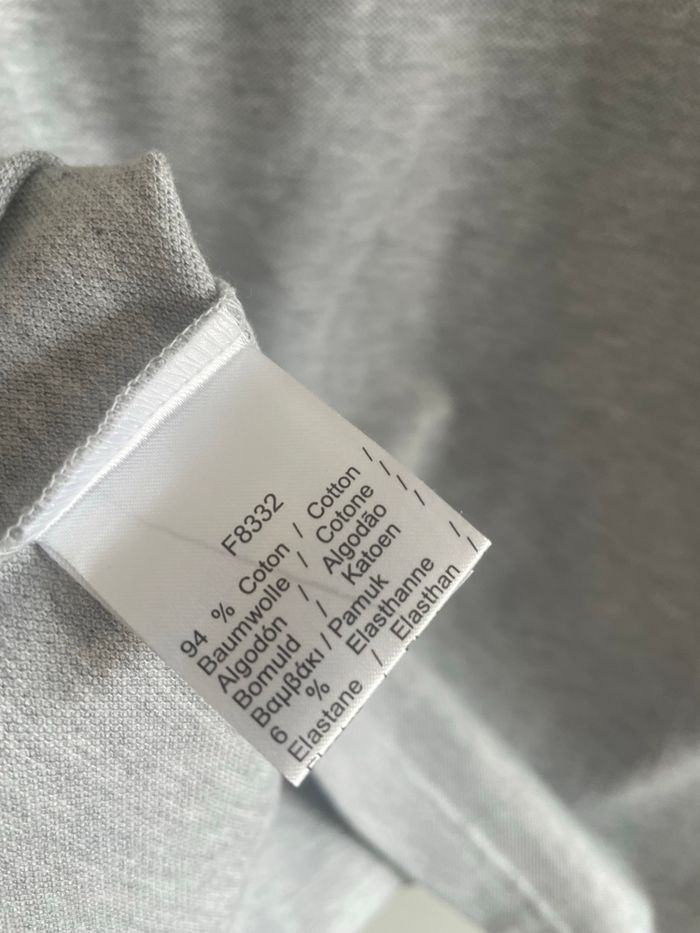 F8332
94 % Coton / Cotton /
Baumwolle / Cotone /
Algodón / Algodão /
Bomuld / Katoen /
Βαμβάκι / Pamuk
6 % Elasthanne /
Elastane / Elasthan /